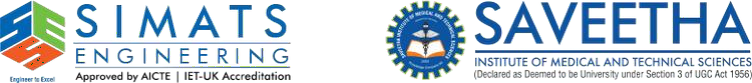 SIMATS
ENGINEERING
Engineer to Excel
Approved by AICTE | IET-UK Accreditation
SAVEETHA
INSTITUTE OF MEDICAL AND TECHNICAL SCIENCES
(Declared as Deemed to be University under Section 3 of UGC Act 1956)